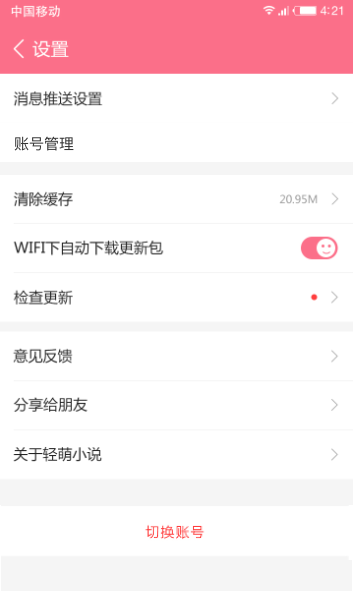 中国移动 4:21
设置
消息推送设置
账号管理
清除缓存 20.95M
WIFI下自动下载更新包
检查更新
意见反馈
分享给朋友
关于轻萌小说
切换账号